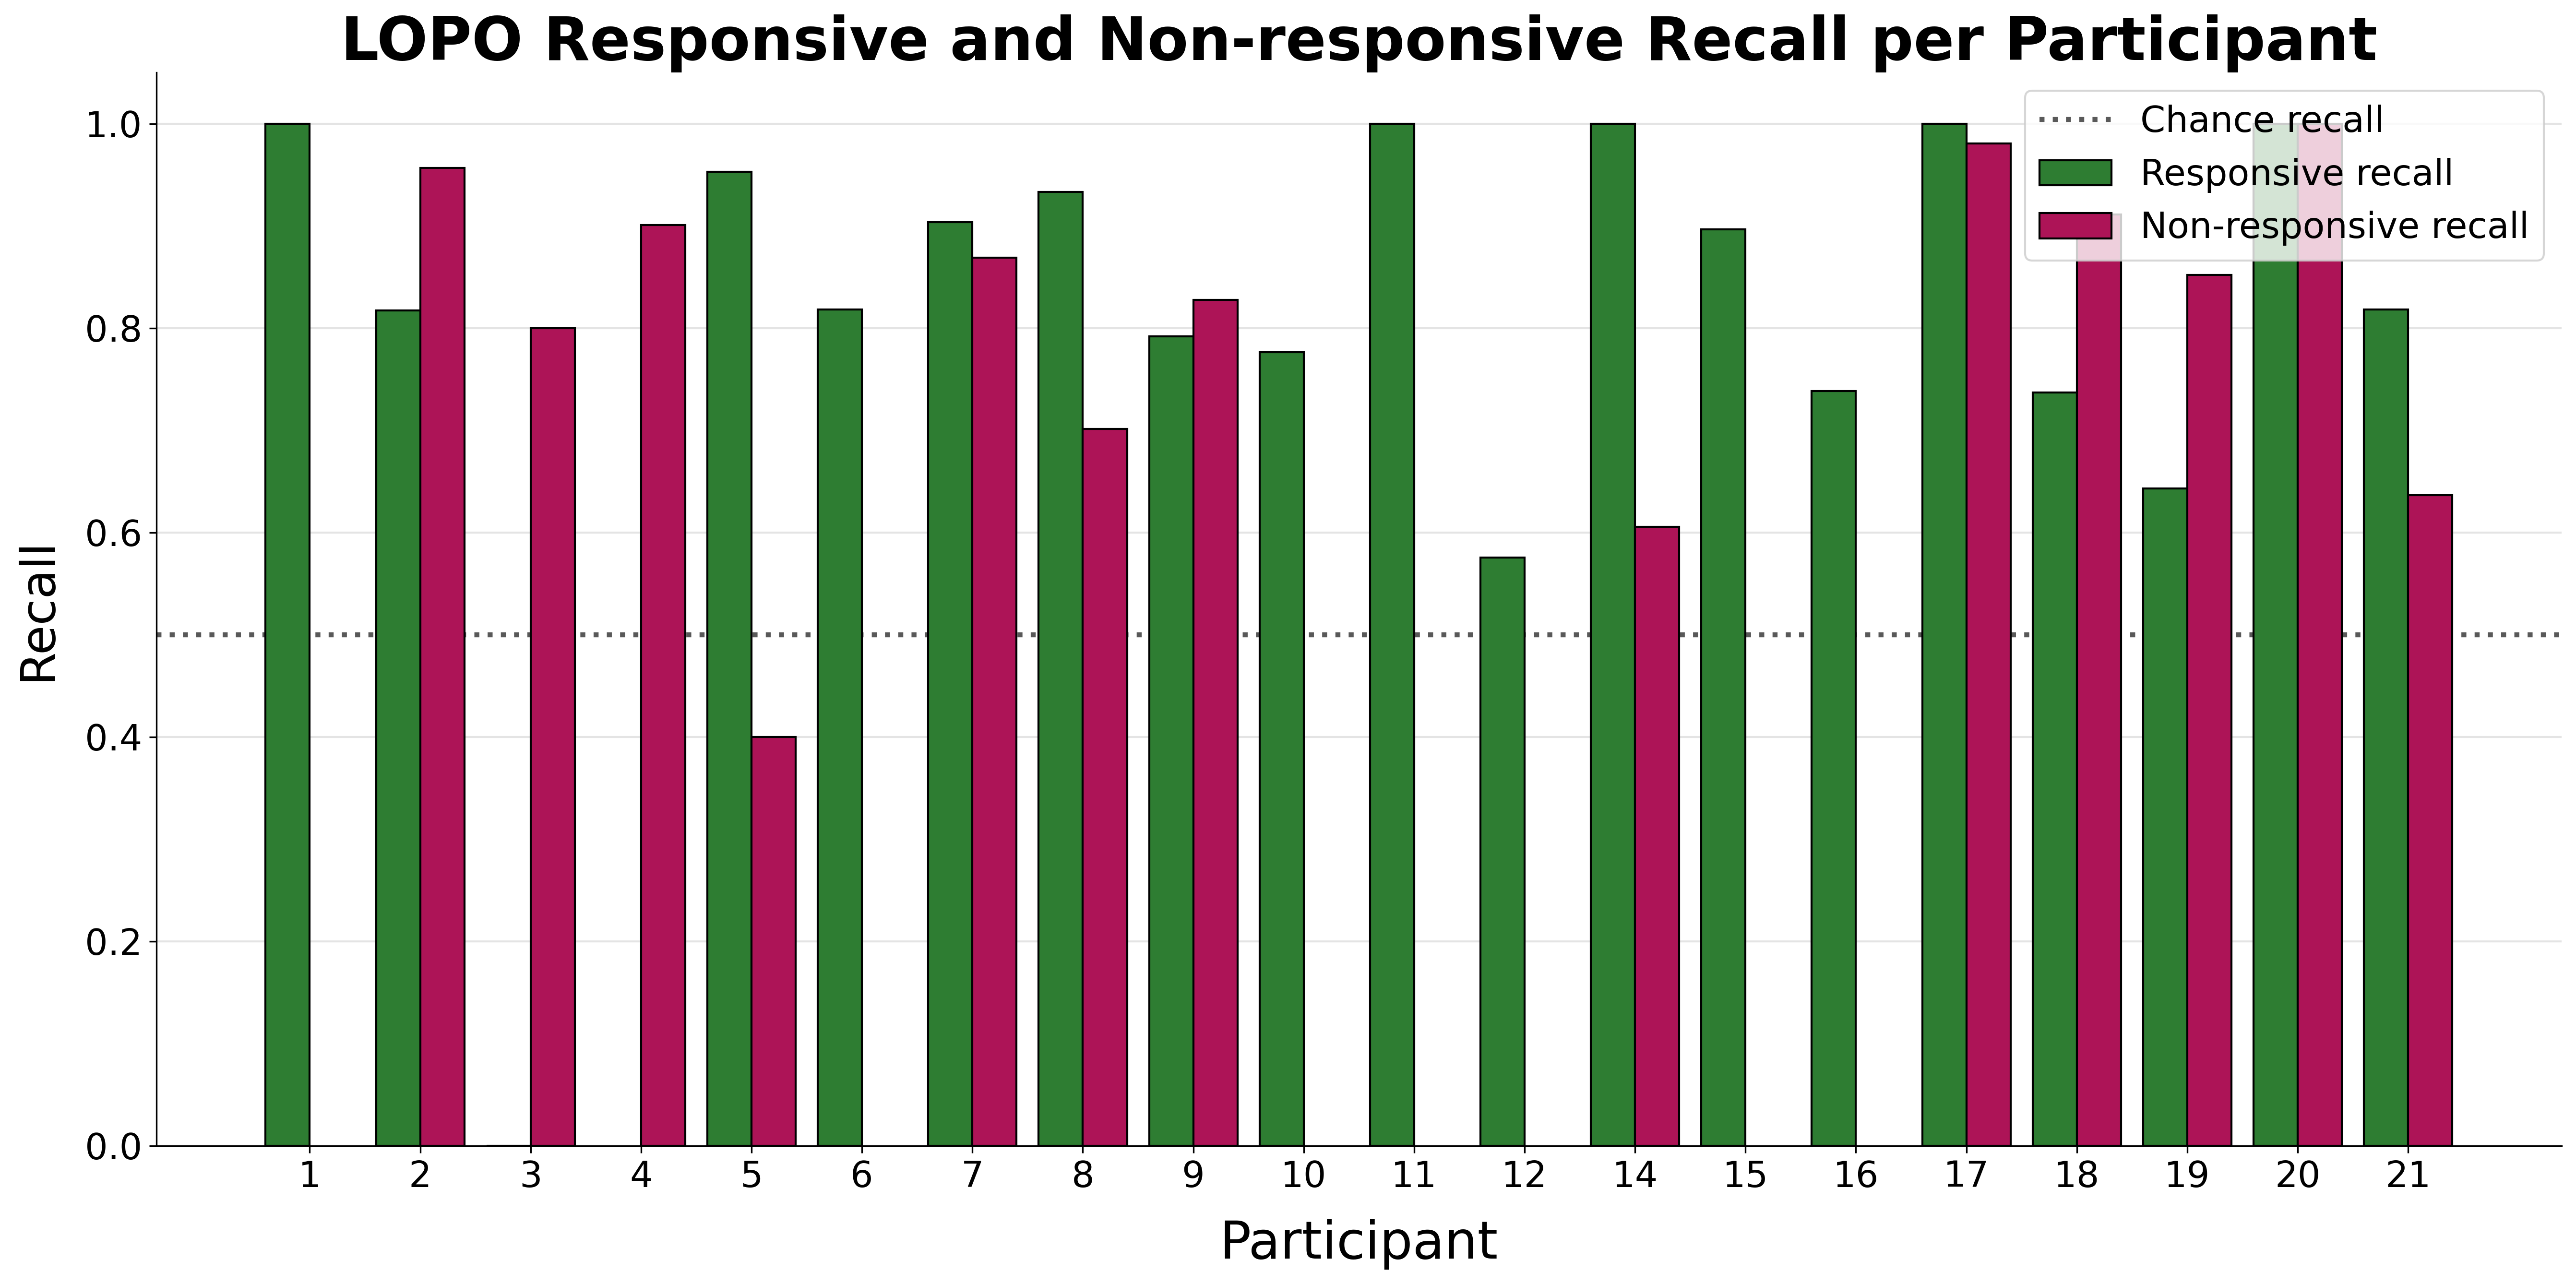 LOPO Responsive and Non-responsive Recall per Participant
Chance recall
Responsive recall
Non-responsive recall
Recall
1.0
0.8
0.6
0.4
0.2
0.0
1 2 3 4 5 6 7 8 9 10 11 12 14 15 16 17 18 19 20 21
Participant